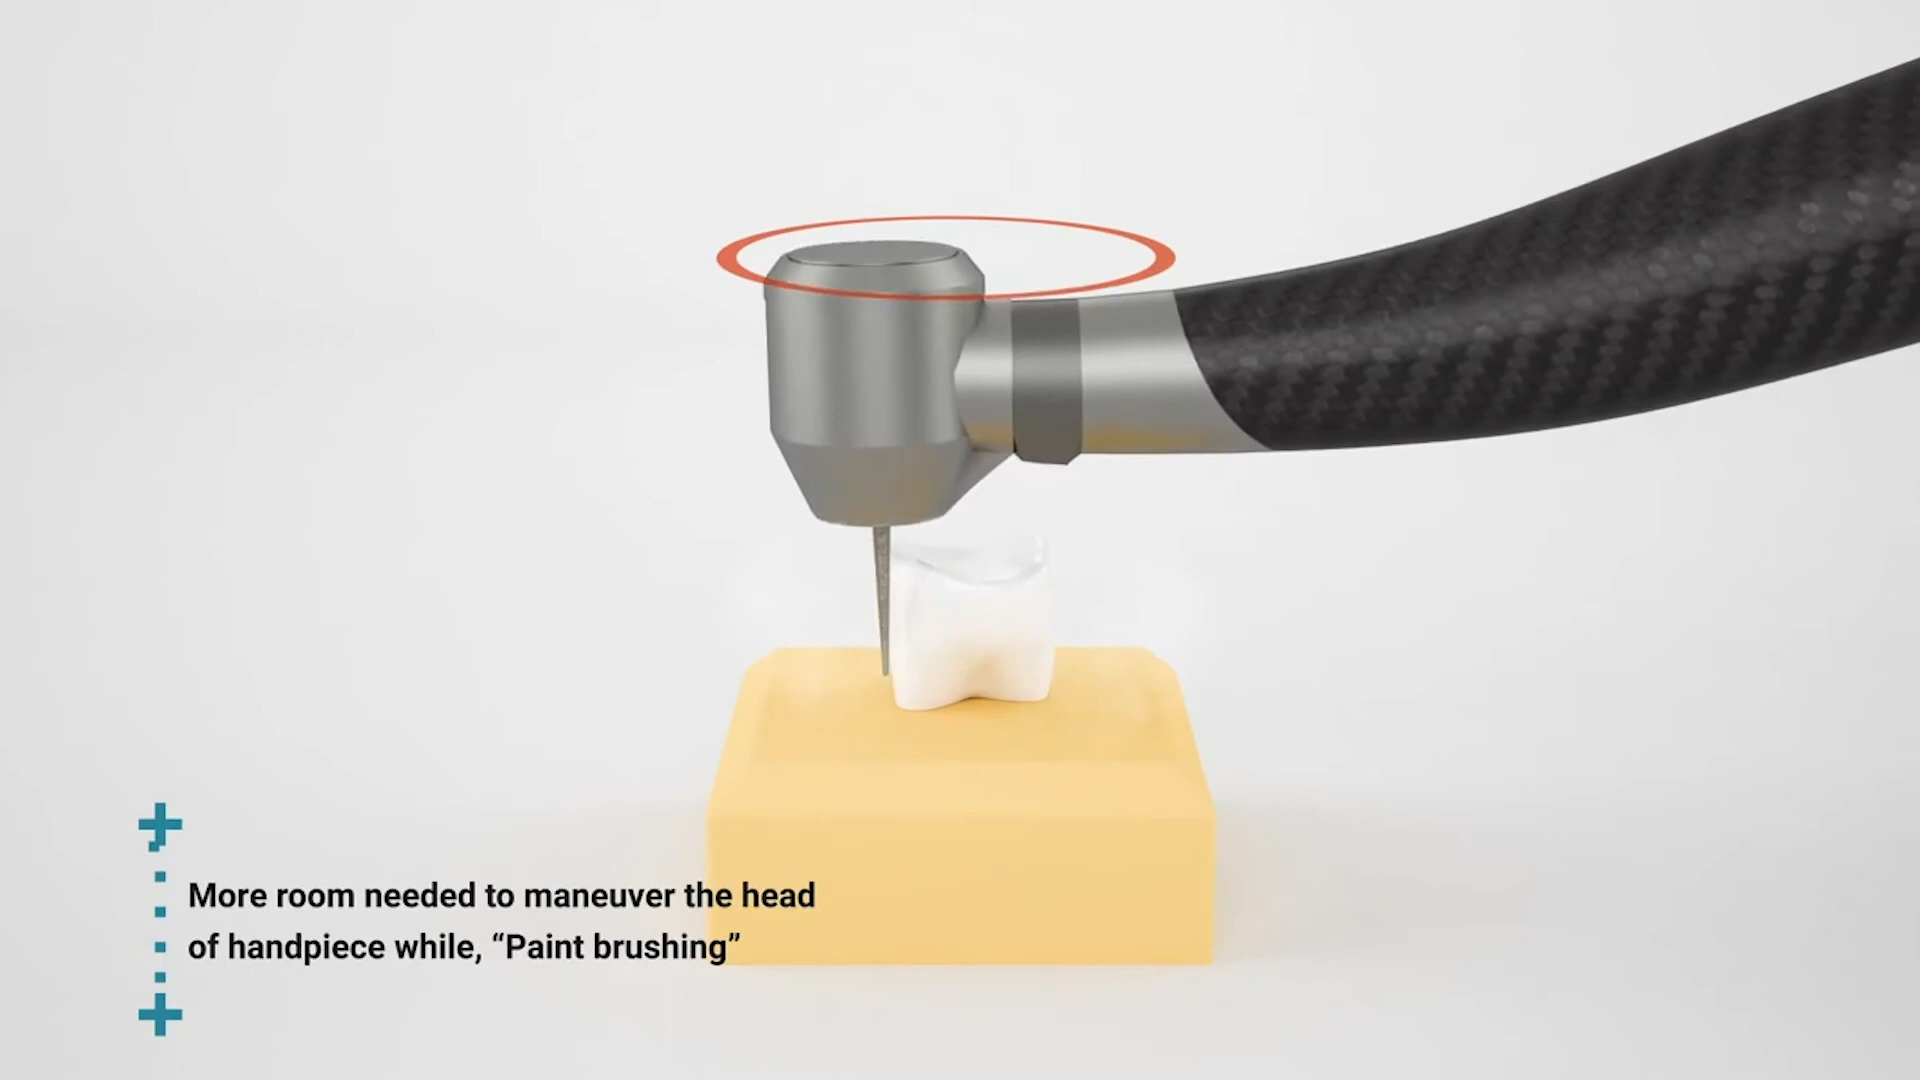 More room needed to maneuver the head
of handpiece while, “Paint brushing”